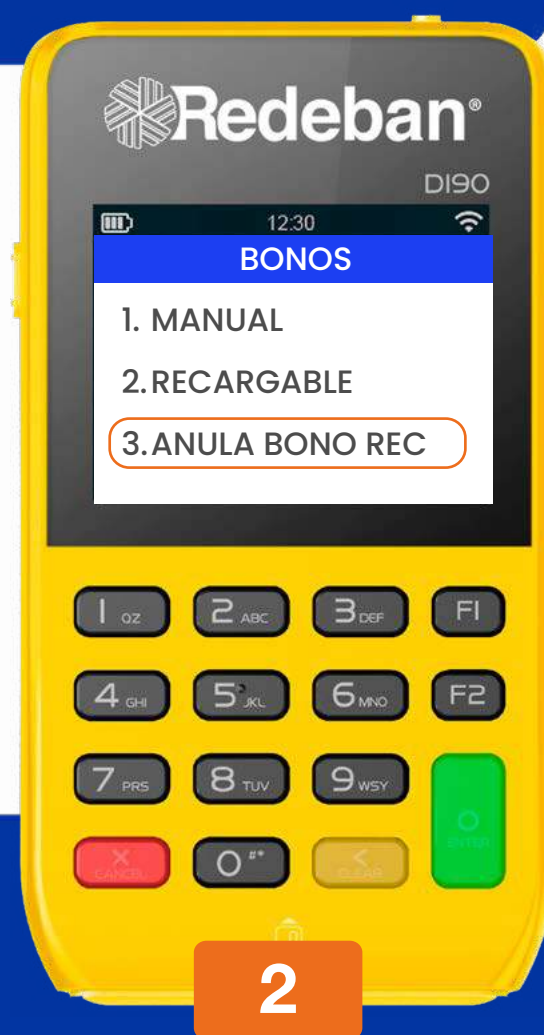 Redeban®
DI90
12:30
BONOS
1. MANUAL
2. RECARGABLE
3. ANULA BONO REC
1 QZ 2 ABC 3 DEF F1
4 GHI 5 JKL 6 MNO F2
7 PRS 8 TUV 9 WSY
CANCEL 0 #* CLEAR ENTER
2